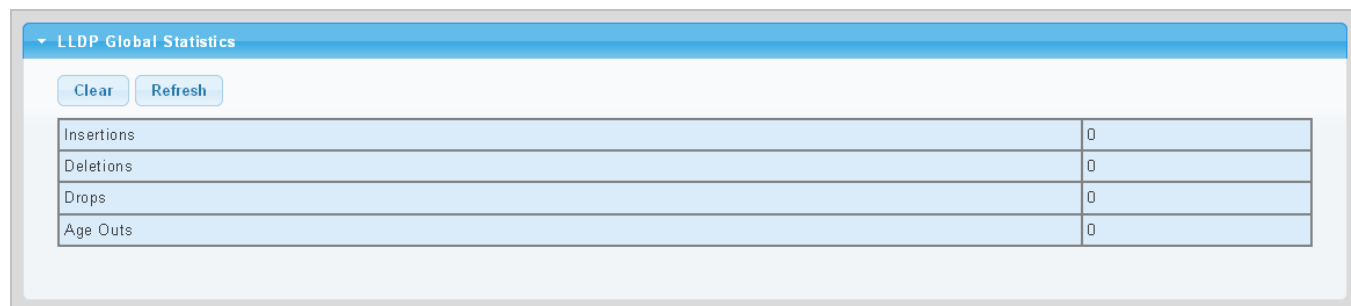 LLDP Global Statistics
Clear Refresh
Insertions 0
Deletions 0
Drops 0
Age Outs 0